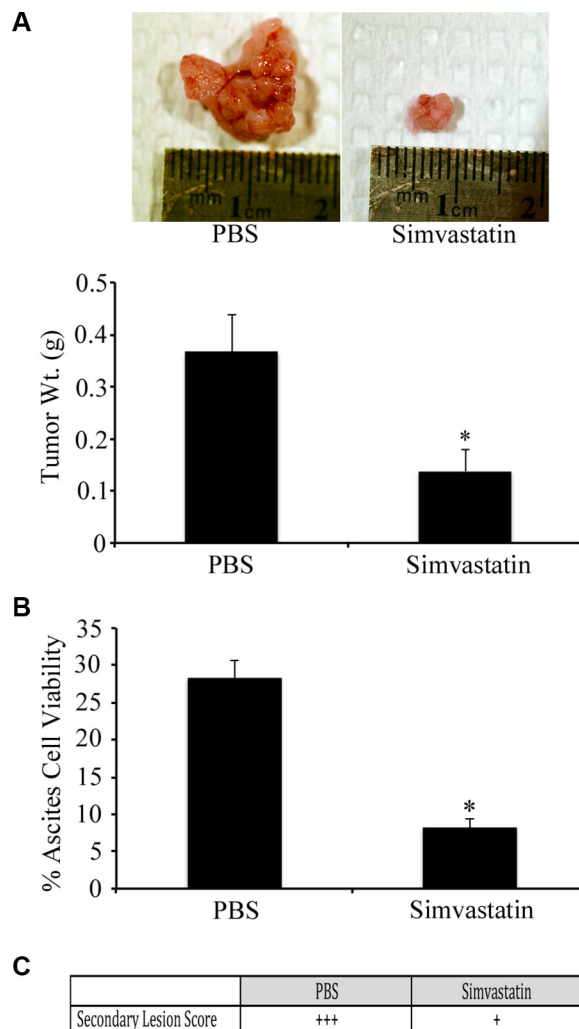 A
mm 1cm 2
mm 1cm 2
PBS Simvastatin
Tumor Wt. (g)
0.5
0.4
0.3
0.2
0.1
0
*
PBS Simvastatin
B
% Ascites Cell Viability
35
30
25
20
15
10
5
0
*
PBS Simvastatin
C
PBS Simvastatin
Secondary Lesion Score +++ +